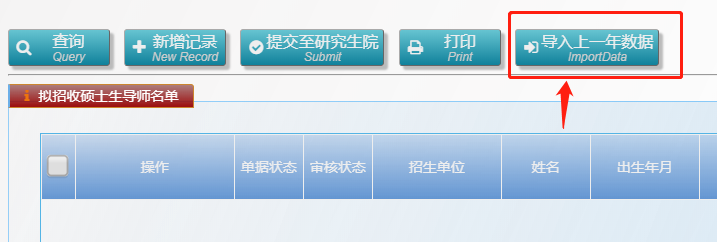 查询 新增记录 提交至研究生院 打印 导入上一年数据
Query New Record Submit Print ImportData
拟招收硕士生导师名单
操作 单据状态 审核状态 招生单位 姓名 出生年月